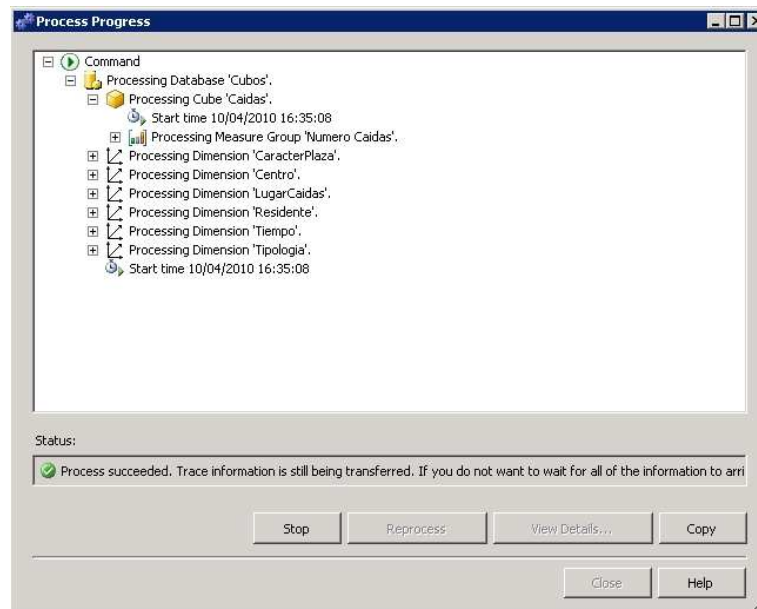 Process Progress
Command
Processing Database 'Cubos'.
Processing Cube 'Caidas'.
Start time 10/04/2010 16:35:08
Processing Measure Group 'Numero Caidas'.
Processing Dimension 'CaracterPlaza'.
Processing Dimension 'Centro'.
Processing Dimension 'LugarCaidas'.
Processing Dimension 'Residente'.
Processing Dimension 'Tiempo'.
Processing Dimension 'Tipologia'.
Start time 10/04/2010 16:35:08
Status:
Process succeeded. Trace information is still being transferred. If you do not want to wait for all of the information to arri
Stop Reprocess View Details... Copy
Close Help